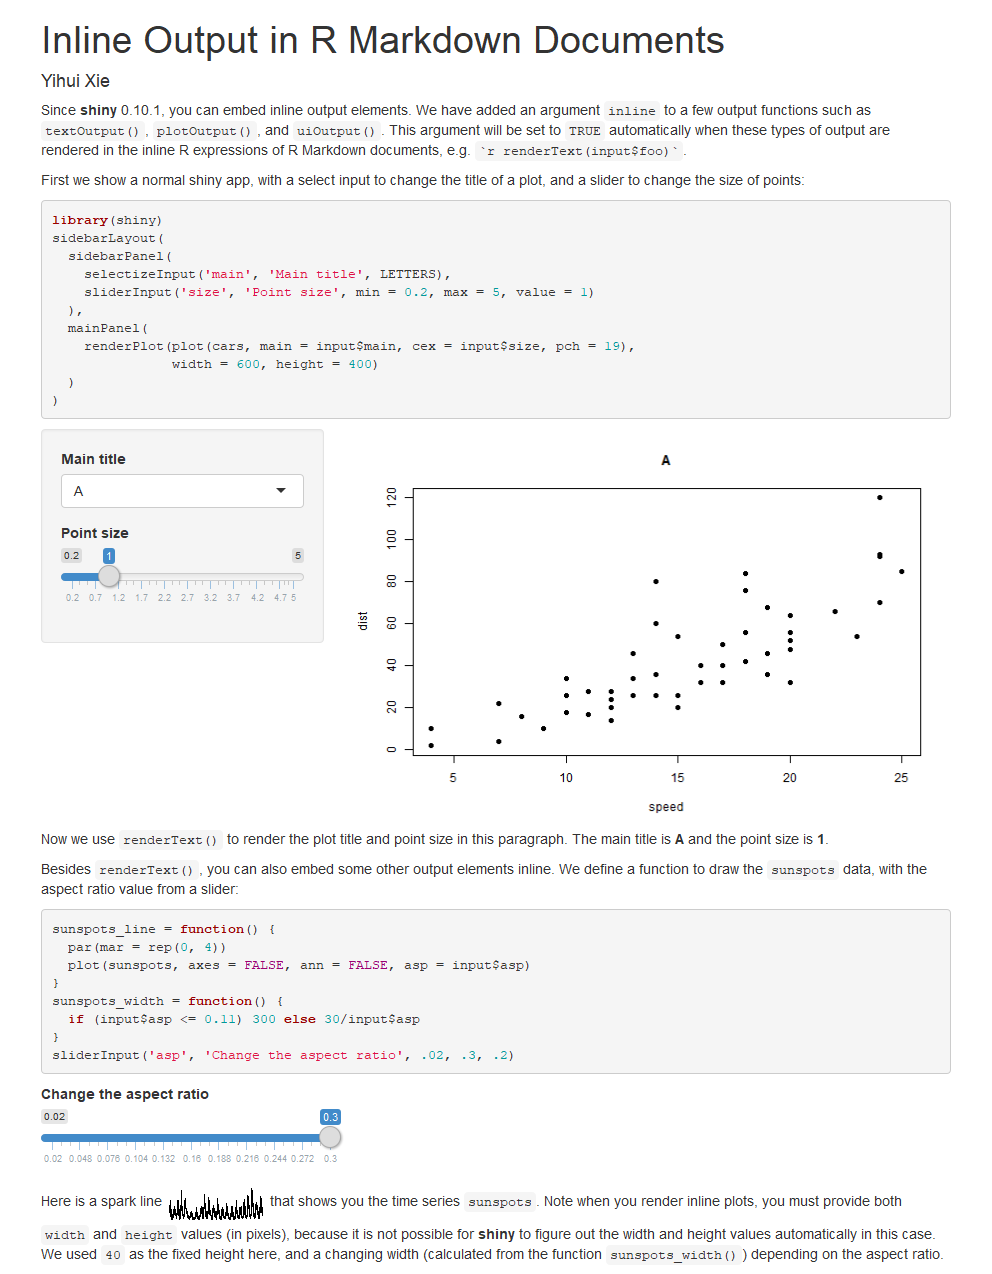 Inline Output in R Markdown Documents
Yihui Xie
Since shiny 0.10.1, you can embed inline output elements. We have added an argument inline to a few output functions such as
textOutput() , plotOutput() , and uiOutput() . This argument will be set to TRUE automatically when these types of output are
rendered in the inline R expressions of R Markdown documents, e.g. `r renderText(input$foo)` .
First we show a normal shiny app, with a select input to change the title of a plot, and a slider to change the size of points:
library(shiny)
sidebarLayout(
  sidebarPanel(
    selectizeInput('main', 'Main title', LETTERS),
    sliderInput('size', 'Point size', min = 0.2, max = 5, value = 1)
  ),
  mainPanel(
    renderPlot(plot(cars, main = input$main, cex = input$size, pch = 19),
               width = 600, height = 400)
  )
)
Main title
A
Point size
0.2 1 5
0.2 0.7 1.2 1.7 2.2 2.7 3.2 3.7 4.2 4.7 5
A
dist
120
100
80
60
40
20
0
5 10 15 20 25
speed
Now we use renderText() to render the plot title and point size in this paragraph. The main title is A and the point size is 1.
Besides renderText() , you can also embed some other output elements inline. We define a function to draw the sunspots data, with the
aspect ratio value from a slider:
sunspots_line = function() {
  par(mar = rep(0, 4))
  plot(sunspots, axes = FALSE, ann = FALSE, asp = input$asp)
}
sunspots_width = function() {
  if (input$asp <= 0.11) 300 else 30/input$asp
}
sliderInput('asp', 'Change the aspect ratio', .02, .3, .2)
Change the aspect ratio
0.02 0.3
0.02 0.048 0.076 0.104 0.132 0.16 0.188 0.216 0.244 0.272 0.3
Here is a spark line that shows you the time series sunspots . Note when you render inline plots, you must provide both
width and height values (in pixels), because it is not possible for shiny to figure out the width and height values automatically in this case.
We used 40 as the fixed height here, and a changing width (calculated from the function sunspots_width() ) depending on the aspect ratio.